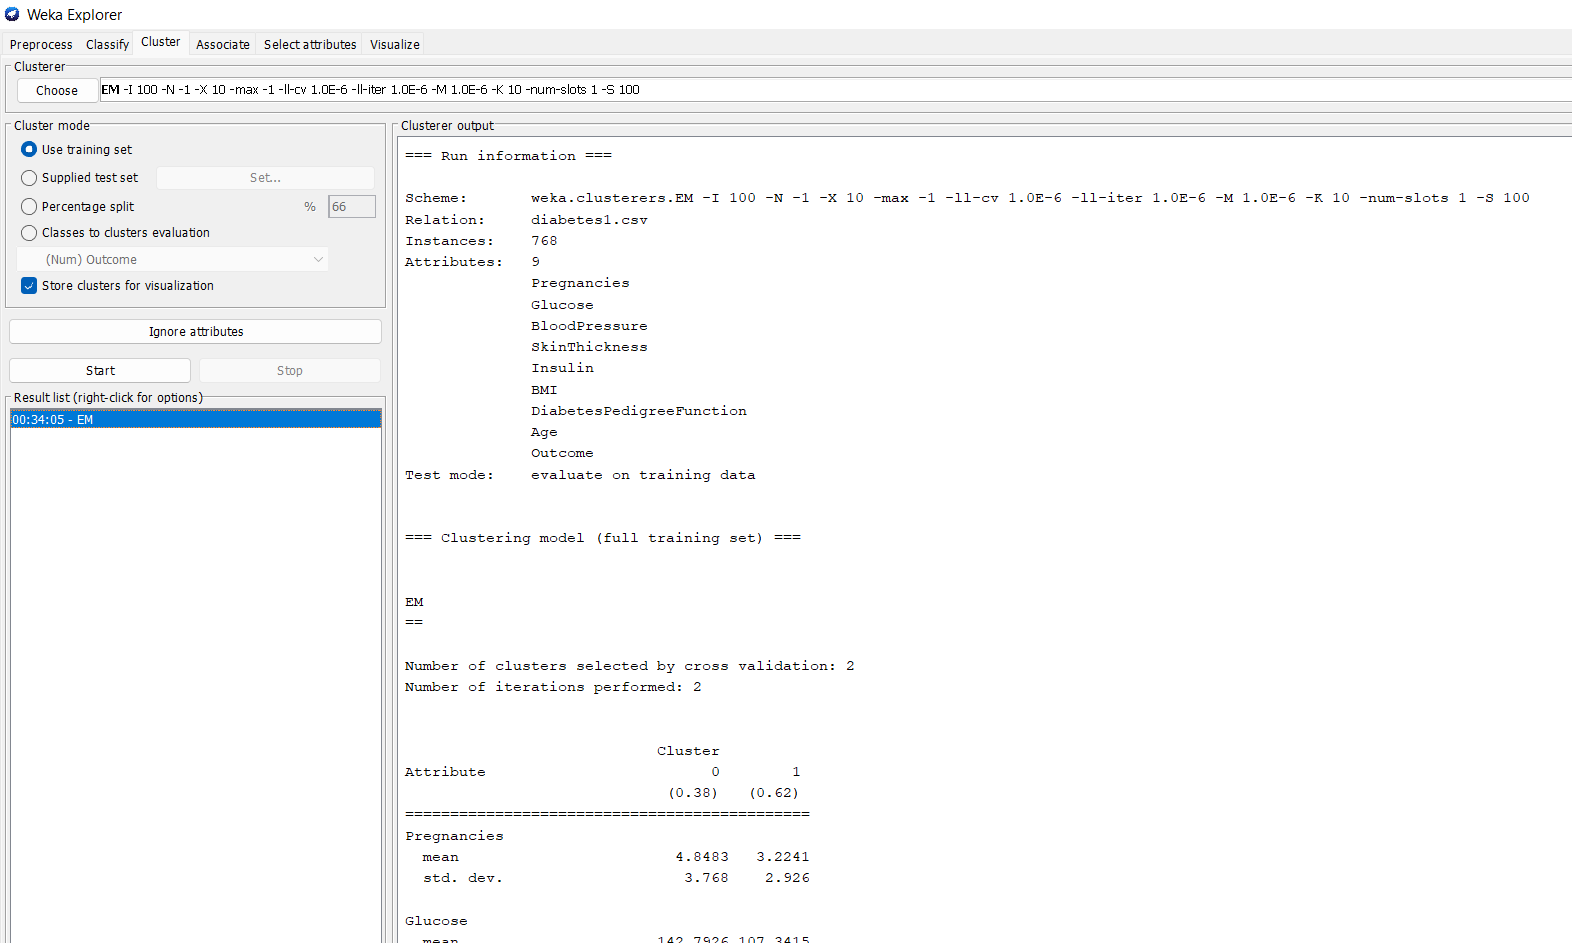 Weka Explorer
Preprocess Classify Cluster Associate Select attributes Visualize
Clusterer
Choose EM -I 100 -N -1 -X 10 -max -1 -ll-cv 1.0E-6 -ll-iter 1.0E-6 -M 1.0E-6 -K 10 -num-slots 1 -S 100
Cluster mode
Use training set
Supplied test set Set...
Percentage split % 66
Classes to clusters evaluation
(Num) Outcome
Store clusters for visualization
Ignore attributes
Start Stop
Result list (right-click for options)
00:34:05 - EM
Clusterer output
=== Run information ===
Scheme: weka.clusterers.EM -I 100 -N -1 -X 10 -max -1 -ll-cv 1.0E-6 -ll-iter 1.0E-6 -M 1.0E-6 -K 10 -num-slots 1 -S 100
Relation: diabetes1.csv
Instances: 768
Attributes: 9
Pregnancies
Glucose
BloodPressure
SkinThickness
Insulin
BMI
DiabetesPedigreeFunction
Age
Outcome
Test mode: evaluate on training data
=== Clustering model (full training set) ===
EM
==
Number of clusters selected by cross validation: 2
Number of iterations performed: 2
Cluster
Attribute 0 1
(0.38) (0.62)
=============================================
Pregnancies
mean 4.8483 3.2241
std. dev. 3.768 2.926
Glucose
mean 142.7926 107.3415